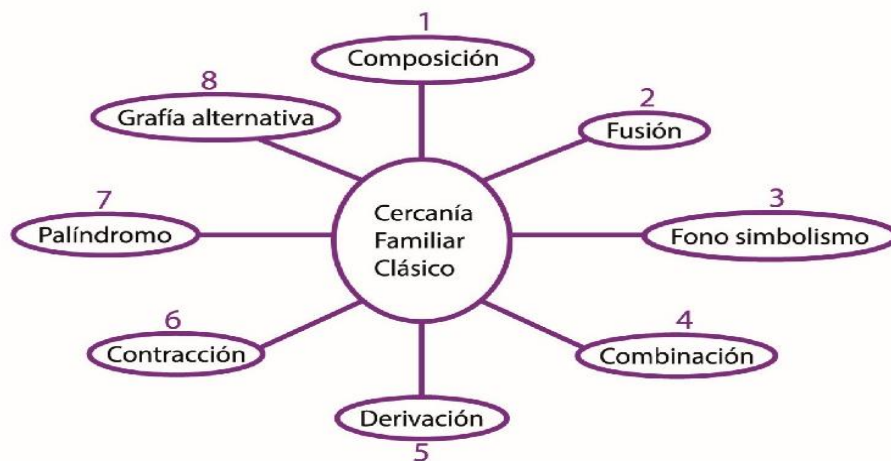 1
Composición
8
Grafía alternativa
2
Fusión
Cercanía
Familiar
Clásico
7
Palíndromo
3
Fono simbolismo
6
Contracción
4
Combinación
Derivación
5